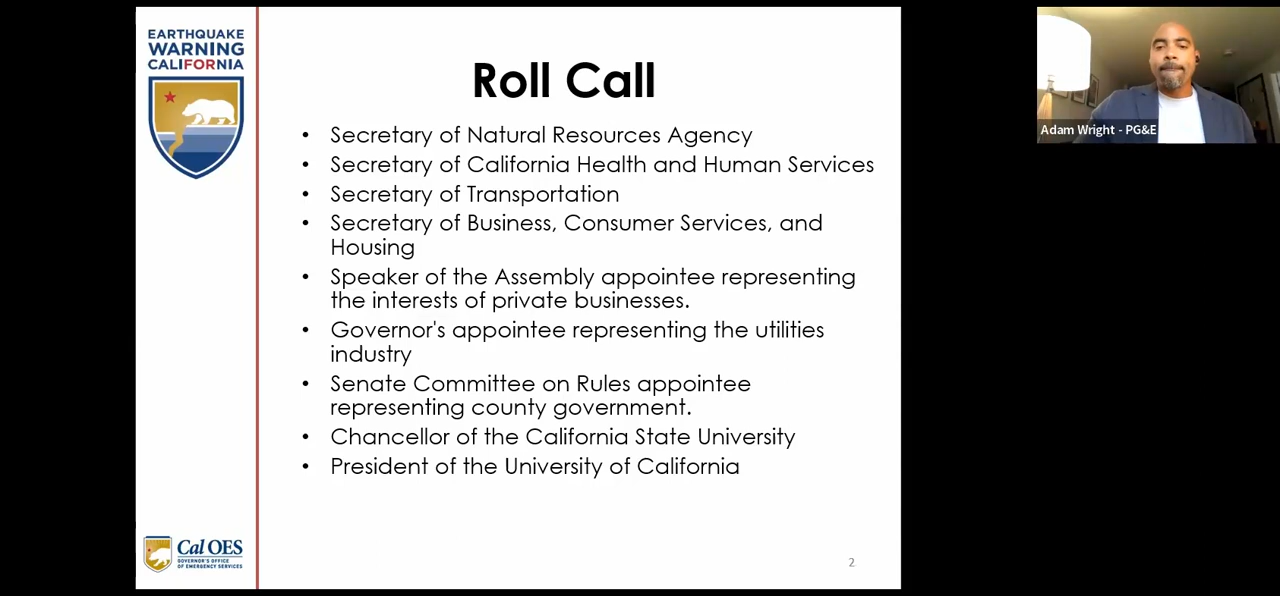 EARTHQUAKE
WARNING
CALIFORNIA
Roll Call
• Secretary of Natural Resources Agency
• Secretary of California Health and Human Services
• Secretary of Transportation
• Secretary of Business, Consumer Services, and
Housing
• Speaker of the Assembly appointee representing
the interests of private businesses.
• Governor's appointee representing the utilities
industry
• Senate Committee on Rules appointee
representing county government.
• Chancellor of the California State University
• President of the University of California
Cal OES
GOVERNOR'S OFFICE
OF EMERGENCY SERVICES
2
Adam Wright - PG&E